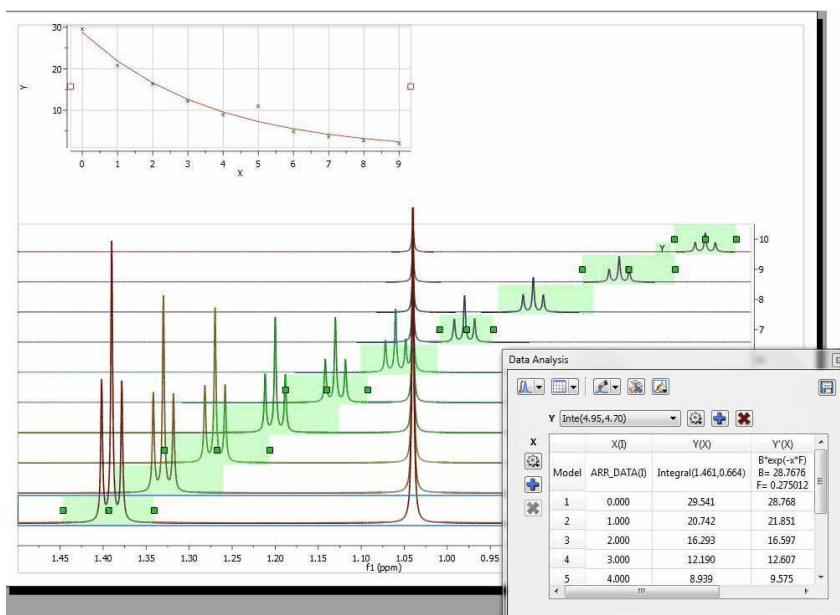 30
20
10
Y
0 1 2 3 4 5 6 7 8 9
X
Y
10
9
8
7
1.45 1.40 1.35 1.30 1.25 1.20 1.15 1.10 1.05 1.00 0.95
f1 (ppm)
Data Analysis
Y Inte(4.95,4.70)
X
X(I) Y(X) Y'(X)
Model ARR_DATA(I) Integral(1.461,0.664) B*exp(-x*F)
B= 28.7676
F= 0.275012
1 0.000 29.541 28.768
2 1.000 20.742 21.851
3 2.000 16.293 16.597
4 3.000 12.190 12.607
5 4.000 8.939 9.575